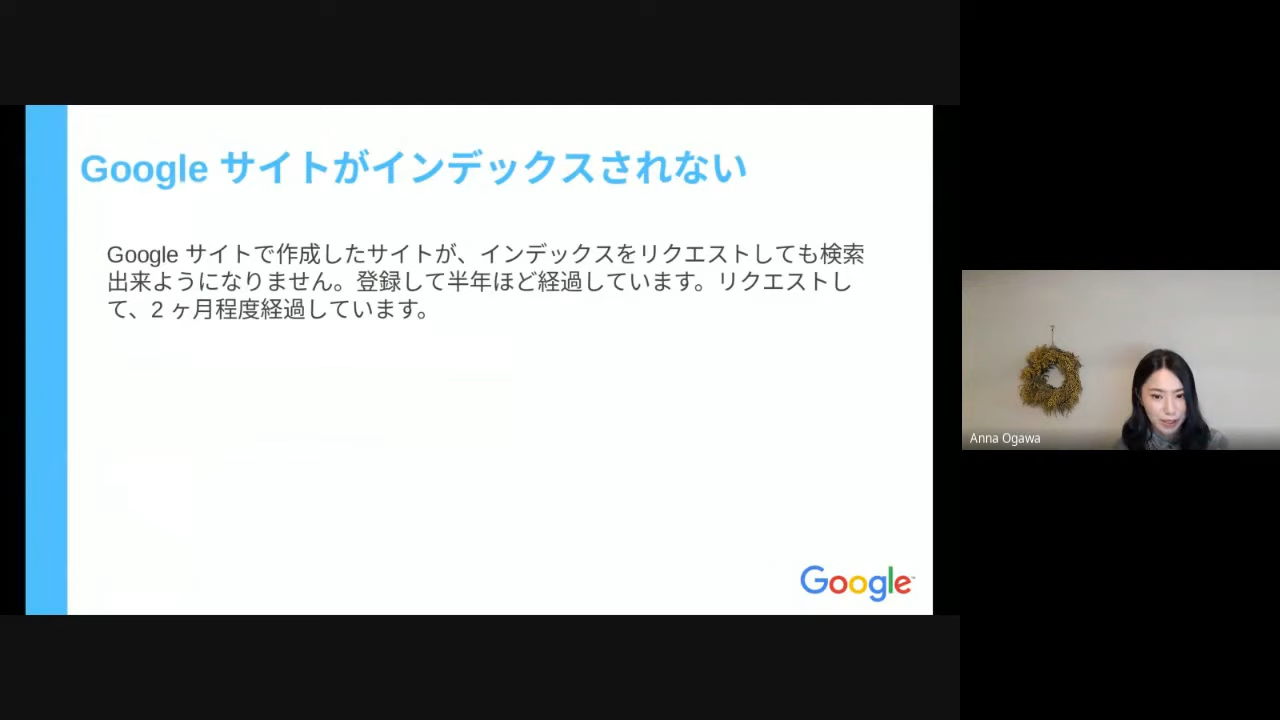 Google サイトがインデックスされない
Google サイトで作成したサイトが、インデックスをリクエストしても検索
出来ようになりません。登録して半年ほど経過しています。リクエストし
て、2 ヶ月程度経過しています。
Google
Anna Ogawa